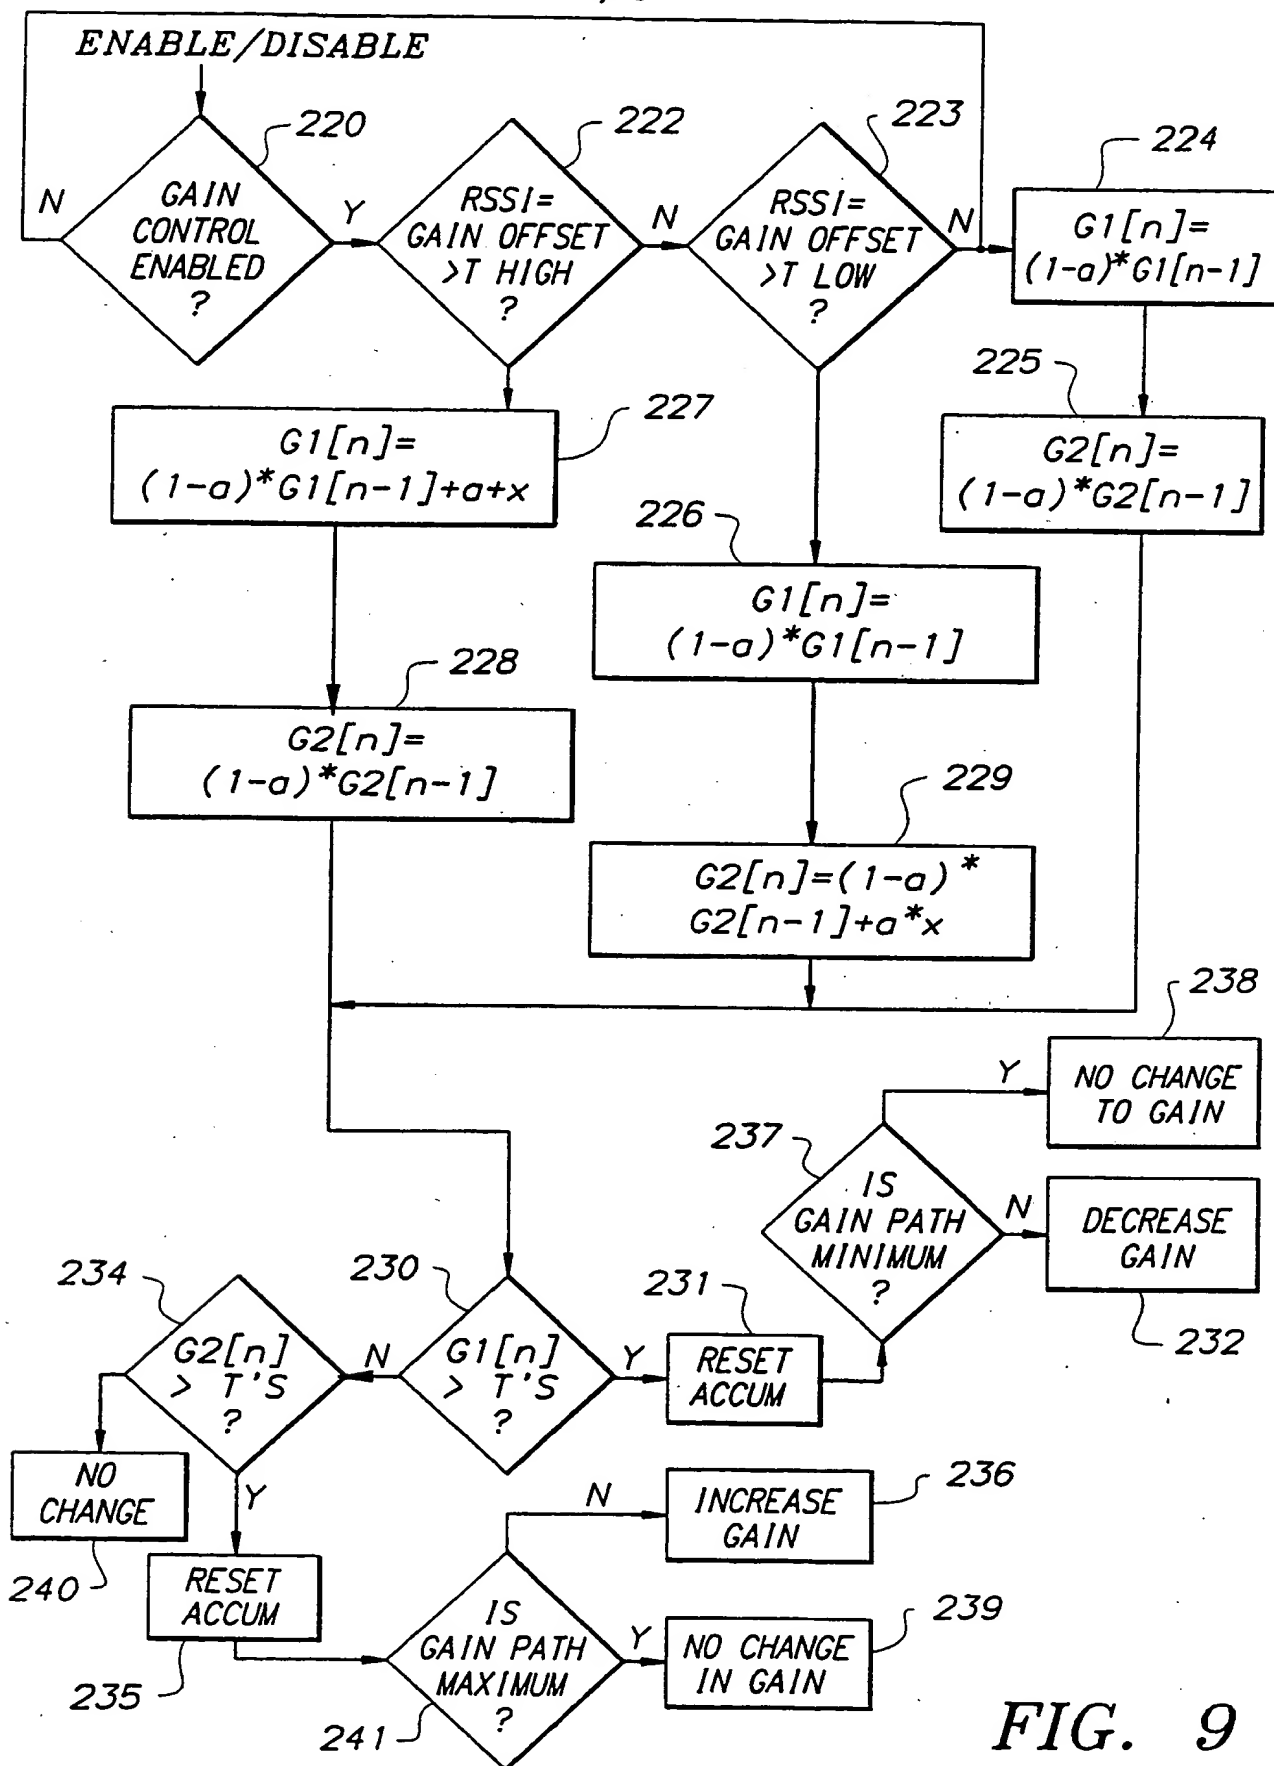 ENABLE/DISABLE
220
222
223
224
N
GAIN
CONTROL
ENABLED
?
Y
RSSI=
GAIN OFFSET
>T HIGH
?
N
RSSI=
GAIN OFFSET
>T LOW
?
N
G1[n]=
(1-a)*G1[n-1]
225
227
G1[n]=
(1-a)*G1[n-1]+a+x
G2[n]=
(1-a)*G2[n-1]
226
G1[n]=
(1-a)*G1[n-1]
228
G2[n]=
(1-a)*G2[n-1]
229
G2[n]=(1-a)*
G2[n-1]+a*x
238
Y
NO CHANGE
TO GAIN
237
IS
GAIN PATH
MINIMUM
?
N
DECREASE
GAIN
232
234
230
231
G2[n]
> T'S
?
N
G1[n]
> T'S
?
Y
RESET
ACCUM
NO
CHANGE
240
Y
N
INCREASE
GAIN
236
RESET
ACCUM
235
IS
GAIN PATH
MAXIMUM
?
241
Y
NO CHANGE
IN GAIN
239
FIG. 9